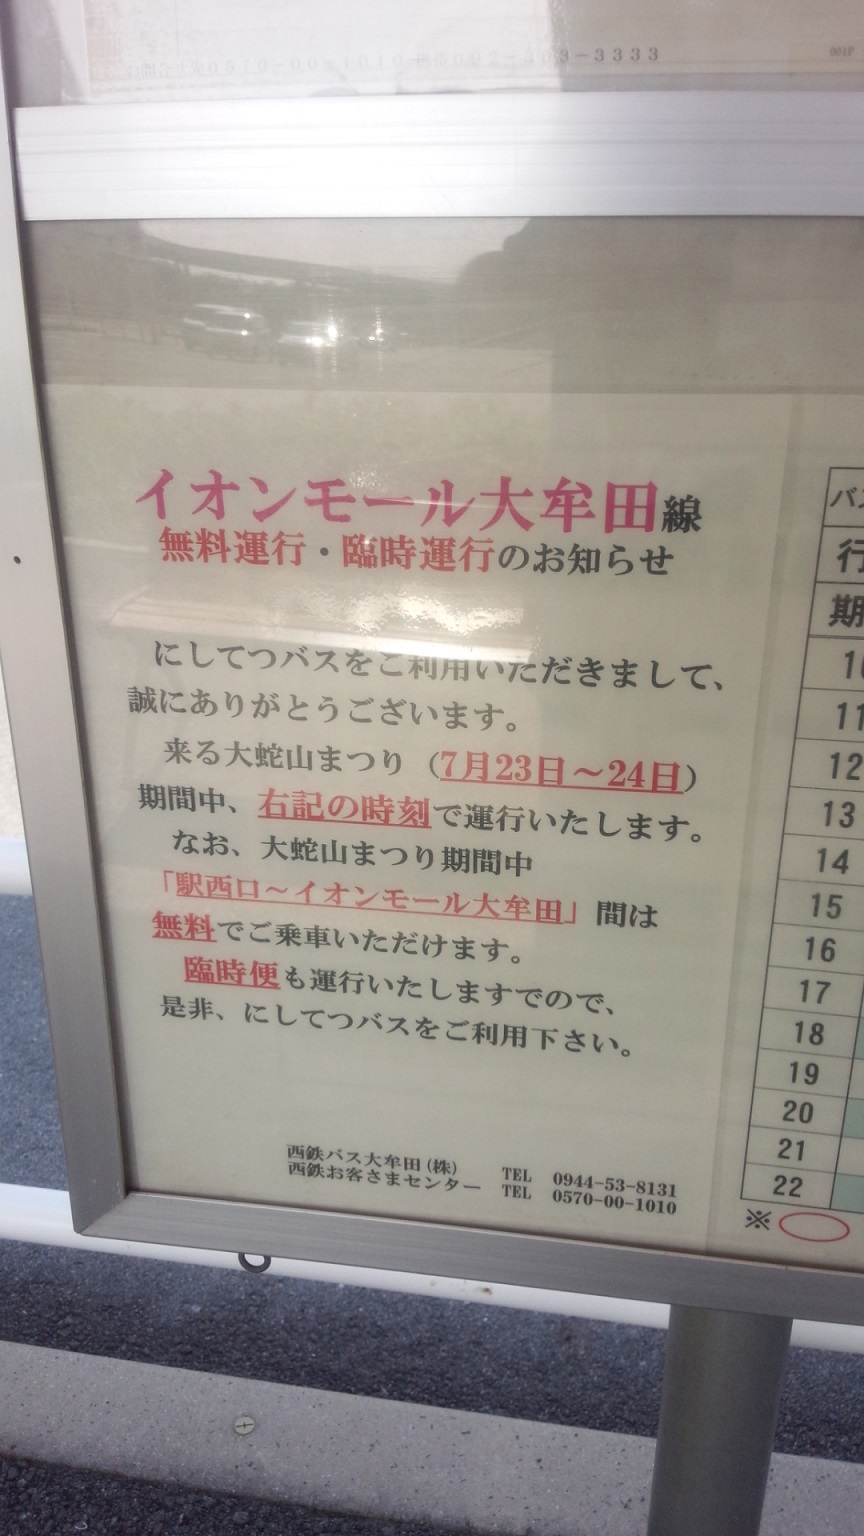 3-3333
イオンモール大牟田線
無料運行・臨時運行のお知らせ
にしてつバスをご利用いただきまして、
誠にありがとうございます。
来る大蛇山まつり（7月23日～24日）
期間中、右記の時刻で運行いたします。
なお、大蛇山まつり期間中
「駅西口～イオンモール大牟田」間は
無料でご乗車いただけます。
臨時便も運行いたしますでので、
是非、にしてつバスをご利用下さい。
西鉄バス大牟田(株) TEL 0944-53-8131
西鉄お客さまセンター TEL 0570-00-1010
バ
行
期
10
11
12
13
14
15
16
17
18
19
20
21
22
※